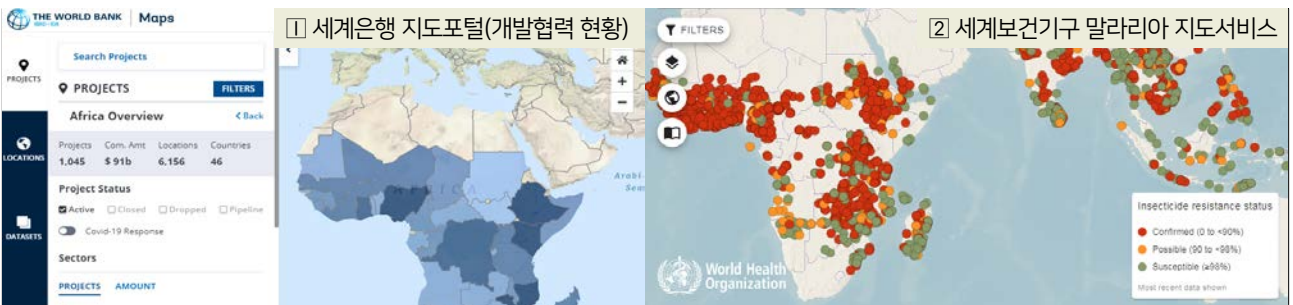 THE WORLD BANK Maps
① 세계은행 지도포털(개발협력 현황)
Search Projects
PROJECTS
PROJECTS FILTERS
Africa Overview < Back
Projects Com. Amt Locations Countries
1,045 $ 91b 6,156 46
LOCATIONS
Project Status
Active Closed Dropped Pipeline
Covid-19 Response
DATASETS
Sectors
PROJECTS AMOUNT
AFRICA
Arabi
Sea
② 세계보건기구 말라리아 지도서비스
FILTERS
World Health
Organization
Insecticide resistance status
Confirmed (0 to <90%)
Possible (90 to <98%)
Susceptible (≥98%)
Most recent data shown